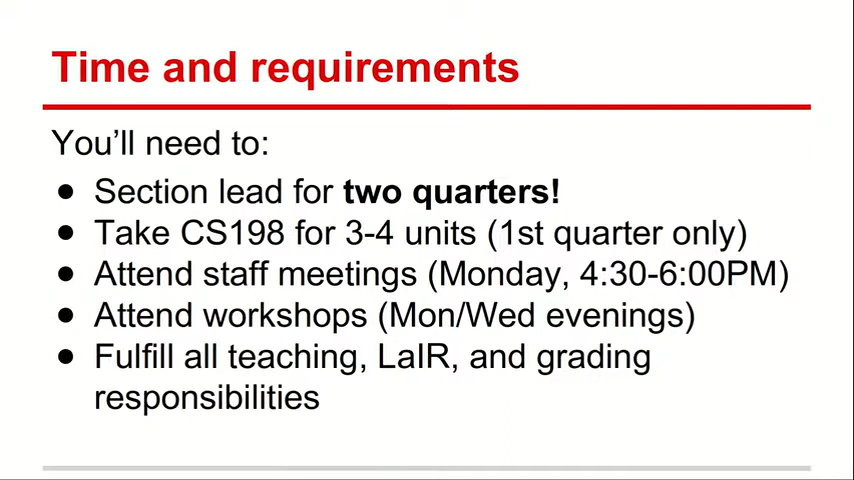 Time and requirements
You'll need to:
● Section lead for two quarters!
● Take CS198 for 3-4 units (1st quarter only)
● Attend staff meetings (Monday, 4:30-6:00PM)
● Attend workshops (Mon/Wed evenings)
● Fulfill all teaching, LaIR, and grading
responsibilities